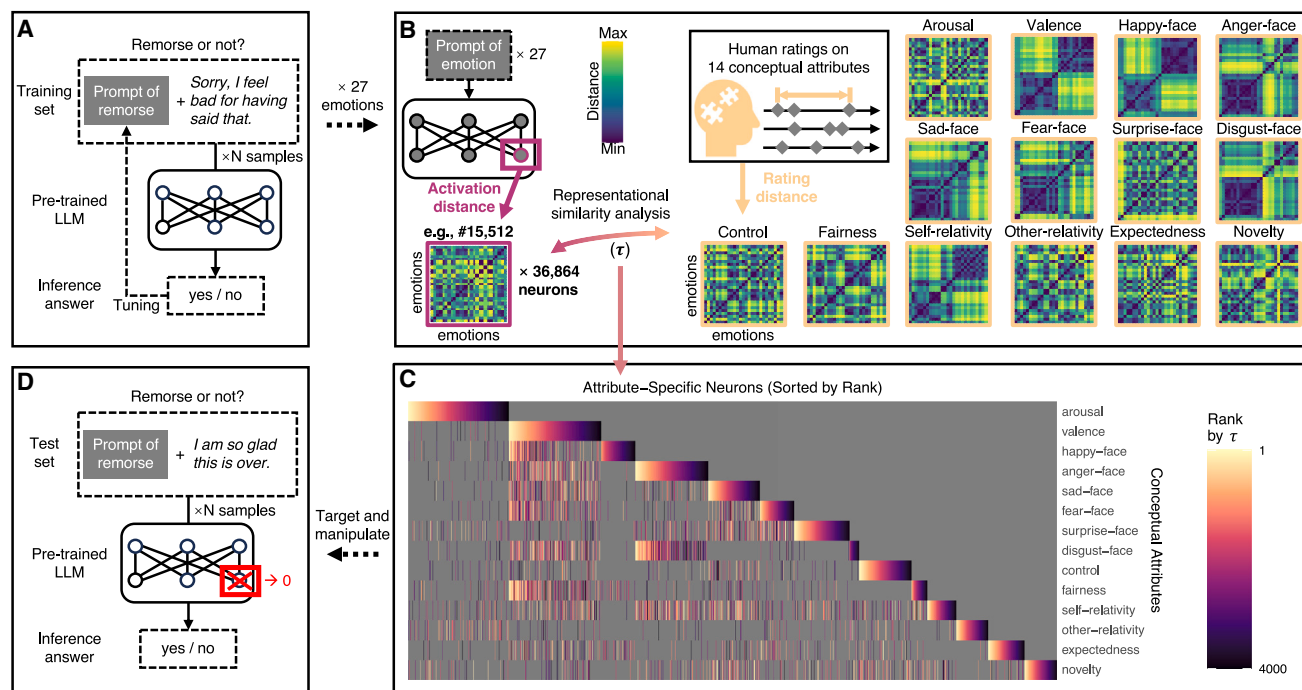 A
Remorse or not?
Training
set
Prompt of
remorse
+
Sorry, I feel
bad for having
said that.
×N samples
Pre-trained
LLM
Inference
answer
Tuning
yes / no
× 27
emotions
B
Prompt of
emotion
× 27
Max
Distance
Min
Activation
distance
e.g., #15,512
emotions
emotions
× 36,864
neurons
Representational
similarity analysis
(τ)
Human ratings on
14 conceptual attributes
Rating
distance
Arousal
Valence
Happy-face
Anger-face
Sad-face
Fear-face
Surprise-face
Disgust-face
Control
Fairness
Self-relativity
Other-relativity
Expectedness
Novelty
emotions
emotions
D
Remorse or not?
Test
set
Prompt of
remorse
+
I am so glad
this is over.
×N samples
Pre-trained
LLM
→ 0
Inference
answer
yes / no
Target and
manipulate
C
Attribute−Specific Neurons (Sorted by Rank)
arousal
valence
happy−face
anger−face
sad−face
fear−face
surprise−face
disgust−face
control
fairness
self−relativity
other−relativity
expectedness
novelty
Conceptual Attributes
Rank
by τ
1
4000